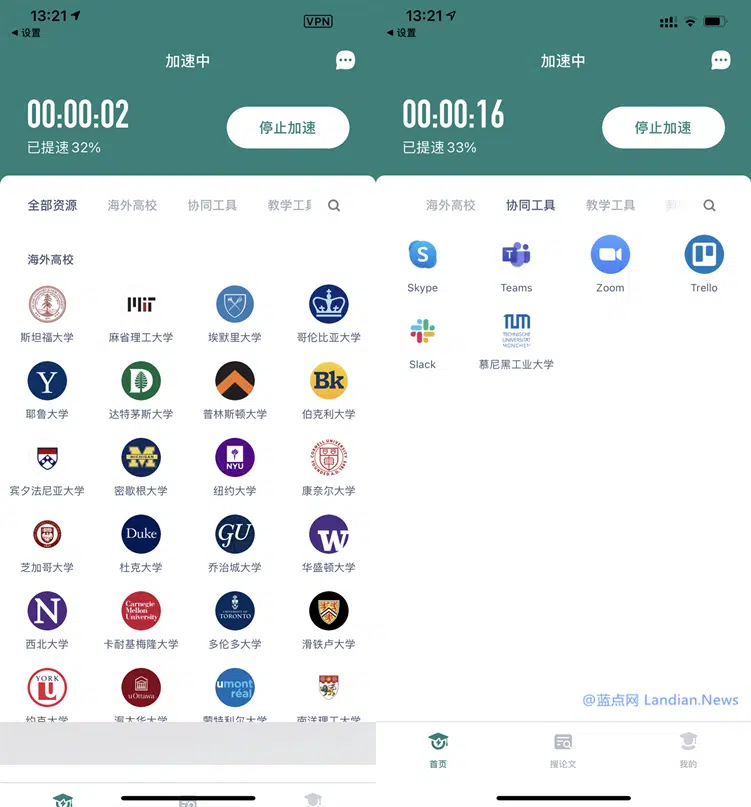 13:21
VPN
◀ 设置
加速中
00:00:02
停止加速
已提速 32%
全部资源 海外高校 协同工具 教学工具
海外高校
斯坦福大学 麻省理工大学 埃默里大学 哥伦比亚大学
耶鲁大学 达特茅斯大学 普林斯顿大学 伯克利大学
宾夕法尼亚大学 密歇根大学 纽约大学 康奈尔大学
芝加哥大学 杜克大学 乔治城大学 华盛顿大学
西北大学 卡耐基梅隆大学 多伦多大学 滑铁卢大学
约克大学 渥太华大学 蒙特利尔大学 南洋理工大学
MIT
Y
D
Bk
MICHIGAN
NYU
Duke
GU
W
N
Carnegie
Mellon
University
UNIVERSITY OF
TORONTO
YORK
U
uOttawa
umont
réal
13:21
◀ 设置
加速中
00:00:16
停止加速
已提速 33%
海外高校 协同工具 教学工具
S
T
Skype Teams Zoom Trello
TUM
TECHNISCHE
UNIVERSITÄT
MÜNCHEN
Slack 慕尼黑工业大学
@蓝点网 Landian.News
首页 搜论文 我的